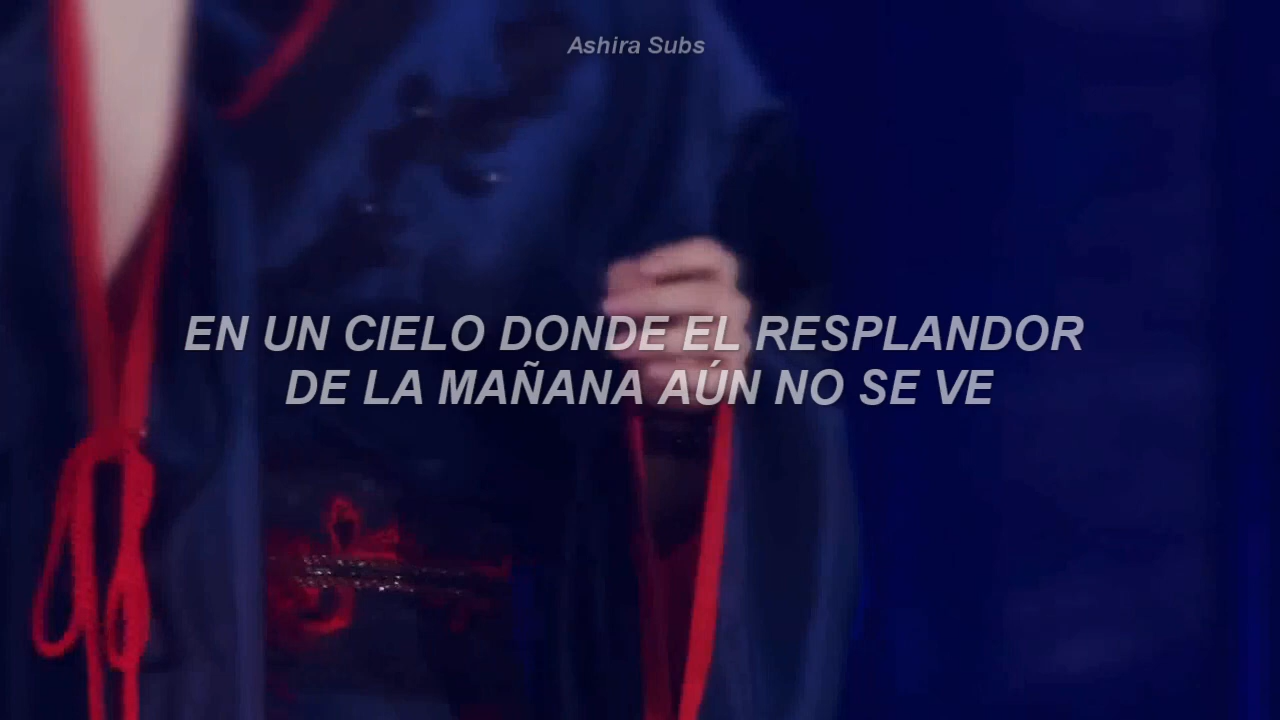 Ashira Subs
EN UN CIELO DONDE EL RESPLANDOR
DE LA MAÑANA AÚN NO SE VE